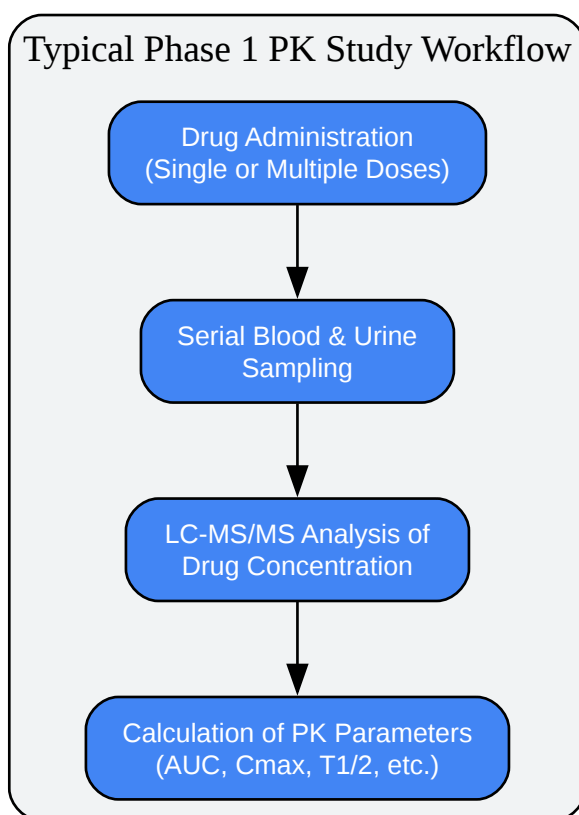 Typical Phase 1 PK Study Workflow
Drug Administration
(Single or Multiple Doses)
Serial Blood & Urine
Sampling
LC-MS/MS Analysis of
Drug Concentration
Calculation of PK Parameters
(AUC, Cmax, T1/2, etc.)